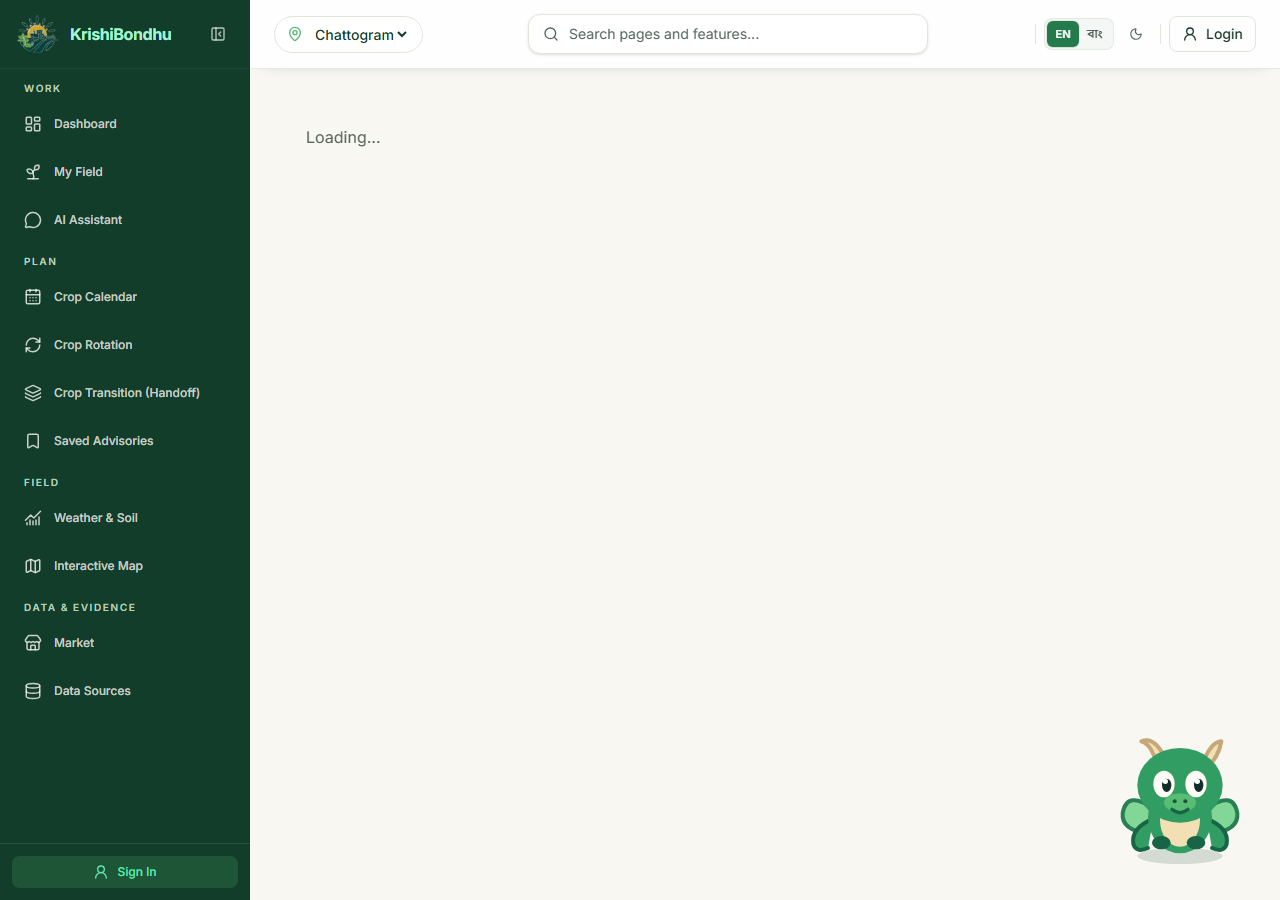 KrishiBondhu
Chattogram
Search pages and features...
EN
বাং
Login
WORK
Dashboard
My Field
AI Assistant
PLAN
Crop Calendar
Crop Rotation
Crop Transition (Handoff)
Saved Advisories
FIELD
Weather & Soil
Interactive Map
DATA & EVIDENCE
Market
Data Sources
Sign In
Loading...